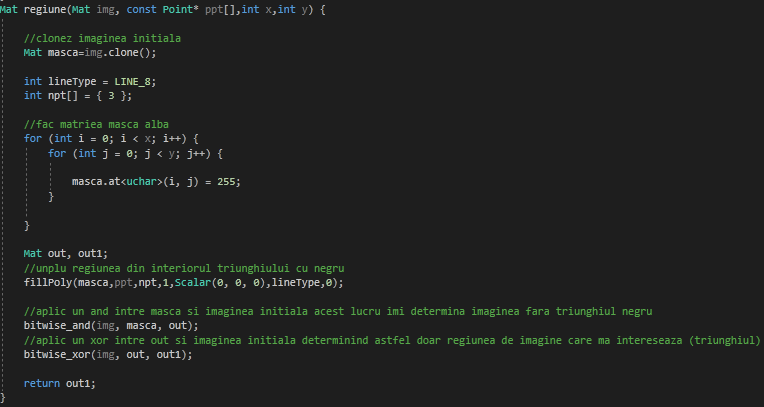 Mat regiune(Mat img, const Point* ppt[],int x,int y) {
//clonez imaginea initiala
Mat masca=img.clone();
int lineType = LINE_8;
int npt[] = { 3 };
//fac matriea masca alba
for (int i = 0; i < x; i++) {
for (int j = 0; j < y; j++) {
masca.at<uchar>(i, j) = 255;
}
}
Mat out, out1;
//unplu regiunea din interiorul triunghiului cu negru
fillPoly(masca,ppt,npt,1,Scalar(0, 0, 0),lineType,0);
//aplic un and intre masca si imaginea initiala acest lucru imi determina imaginea fara triunghiul negru
bitwise_and(img, masca, out);
//aplic un xor intre out si imaginea initiala determinind astfel doar regiunea de imagine care ma intereseaza (triunghiul)
bitwise_xor(img, out, out1);
return out1;
}